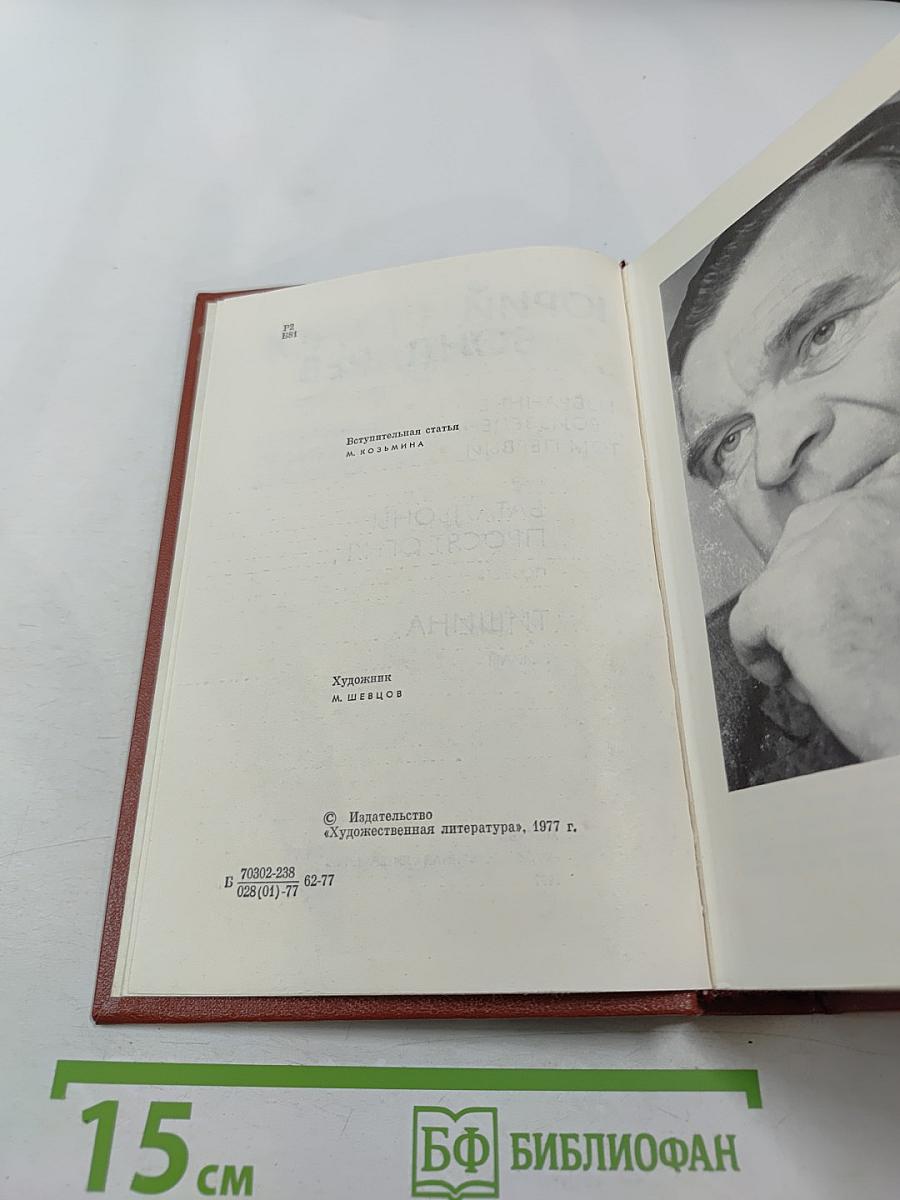 Р2
Б81
Вступительная статья
М. КОЗЬМИНА
Художник
М. ШЕВЦОВ
© Издательство
«Художественная литература», 1977 г.
Б 70302-238
028(01)-77 62-77
15 см
БФ БИБЛИОФАН